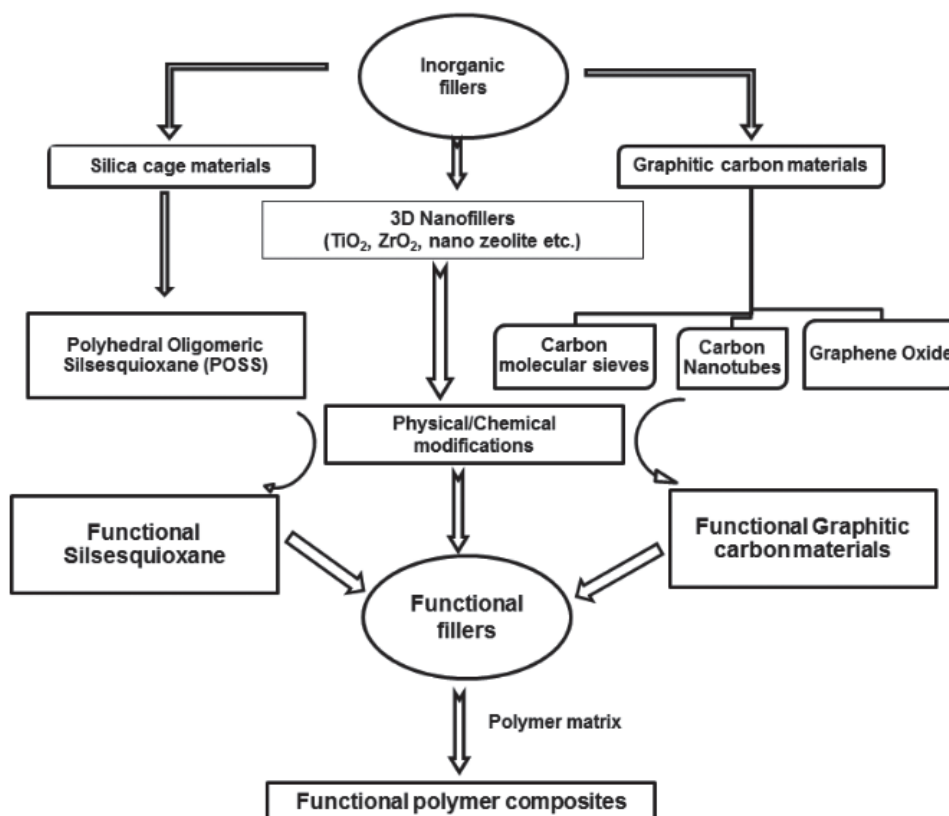 Inorganic
fillers
Silica cage materials
Graphitic carbon materials
3D Nanofillers
(TiO₂, ZrO₂, nano zeolite etc.)
Polyhedral Oligomeric
Silsesquioxane (POSS)
Carbon
molecular sieves
Carbon
Nanotubes
Graphene Oxide
Physical/Chemical
modifications
Functional
Silsesquioxane
Functional Graphitic
carbon materials
Functional
fillers
Polymer matrix
Functional polymer composites